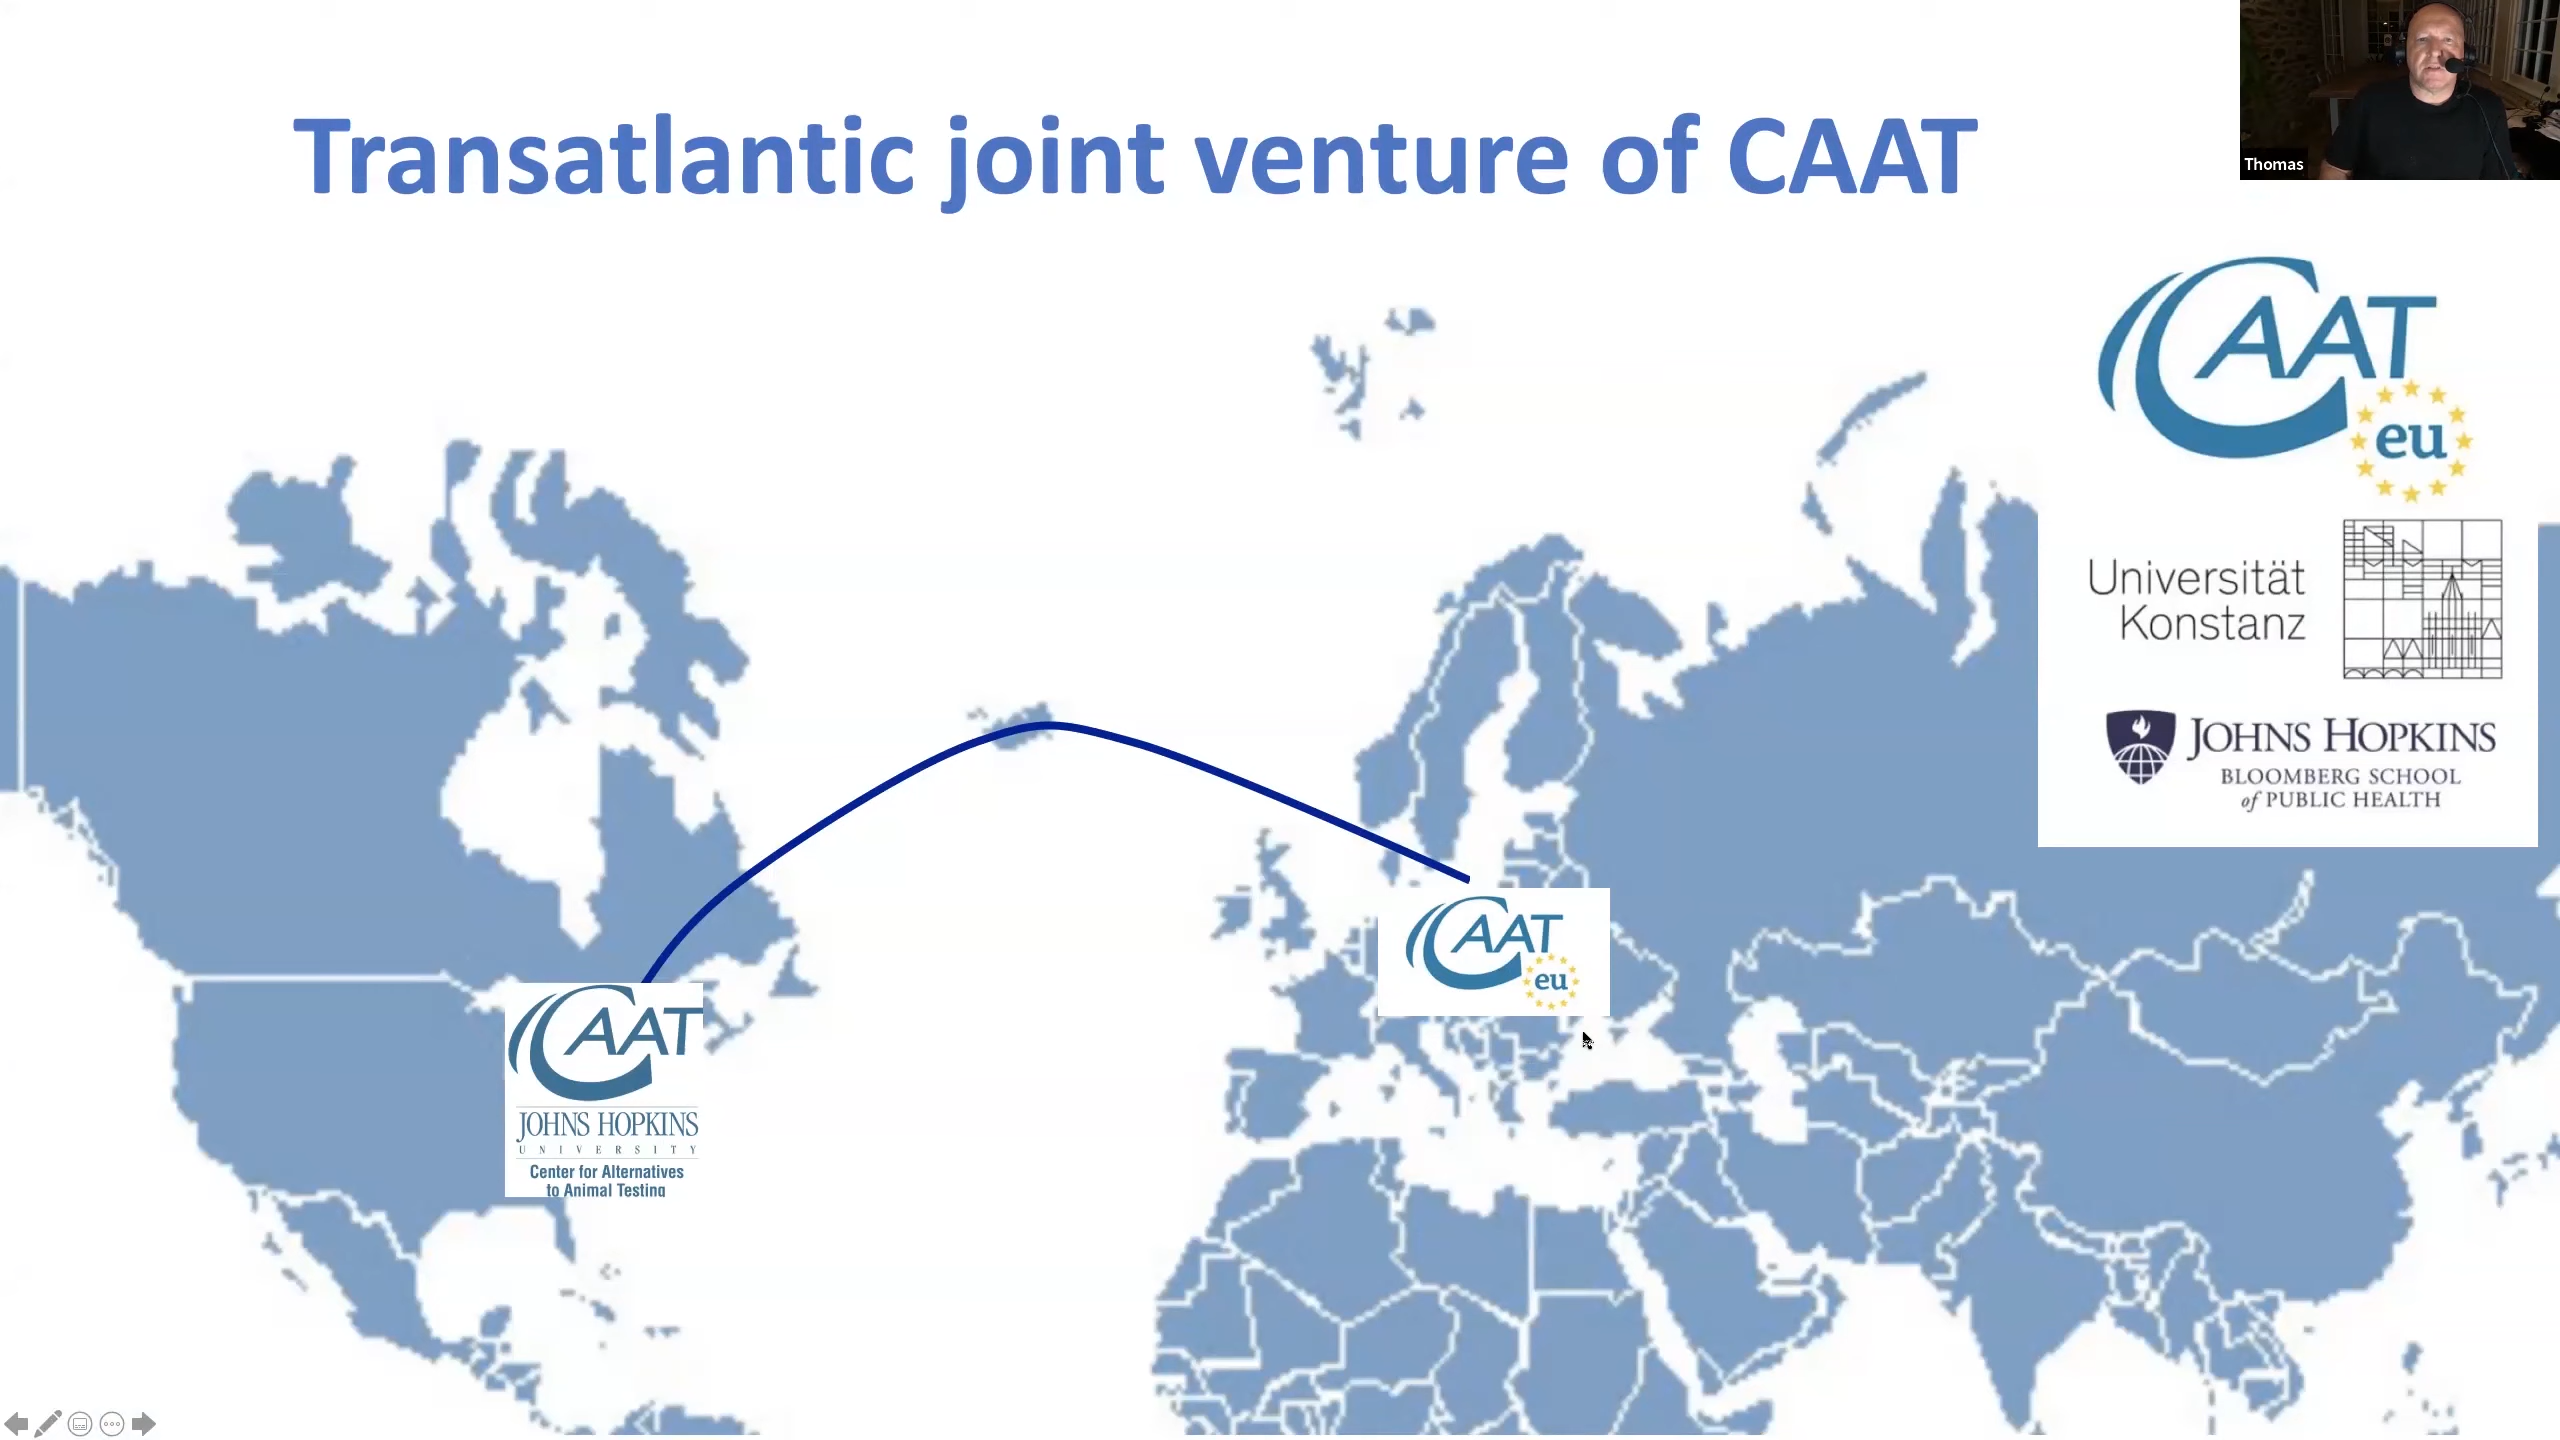 Transatlantic joint venture of CAAT
Thomas
CAAT
eu
Universität
Konstanz
JOHNS HOPKINS
BLOOMBERG SCHOOL
of PUBLIC HEALTH
CAAT
eu
CAAT
JOHNS HOPKINS
UNIVERSITY
Center for Alternatives
to Animal Testing